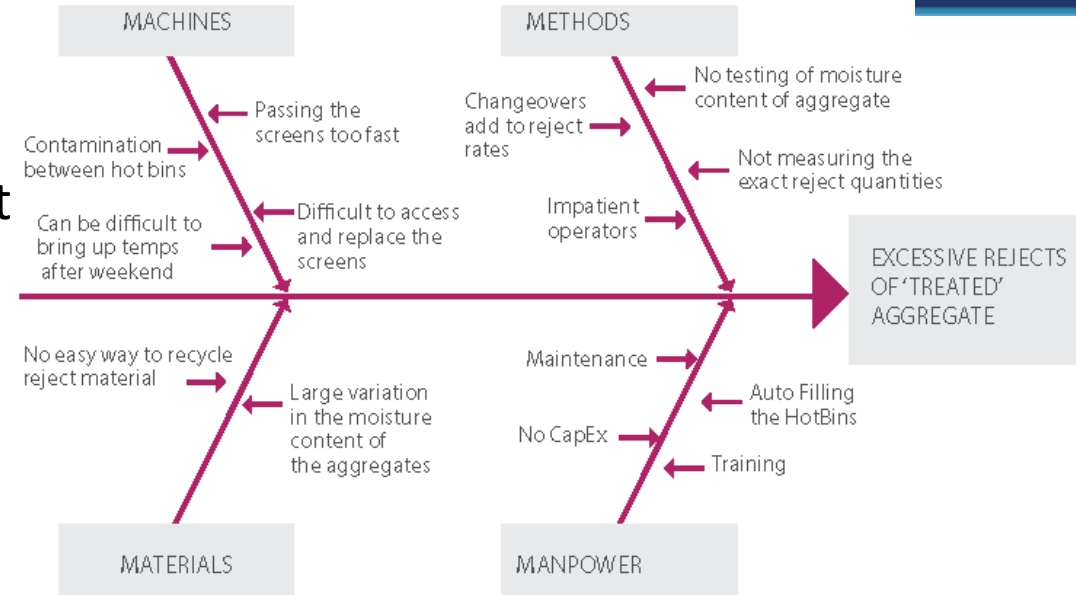 MACHINES
METHODS
Passing the
screens too fast
Contamination
between hot bins
Can be difficult to
bring up temps
after weekend
Difficult to access
and replace the
screens
No testing of moisture
content of aggregate
Changeovers
add to reject
rates
Not measuring the
exact reject quantities
Impatient
operators
t
EXCESSIVE REJECTS
OF ‘TREATED’
AGGREGATE
No easy way to recycle
reject material
Large variation
in the moisture
content of
the aggregates
Maintenance
Auto Filling
the HotBins
No CapEx
Training
MATERIALS
MANPOWER